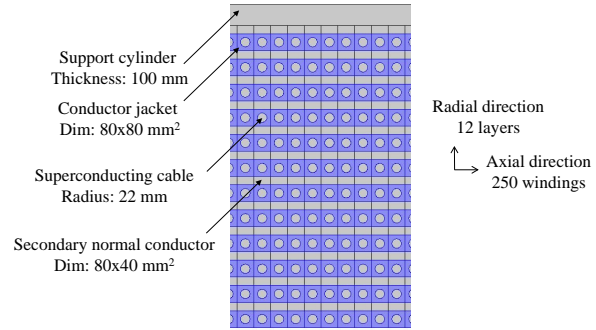 Support cylinder
Thickness: 100 mm
Conductor jacket
Dim: 80x80 mm²
Superconducting cable
Radius: 22 mm
Secondary normal conductor
Dim: 80x40 mm²
Radial direction
12 layers
Axial direction
250 windings